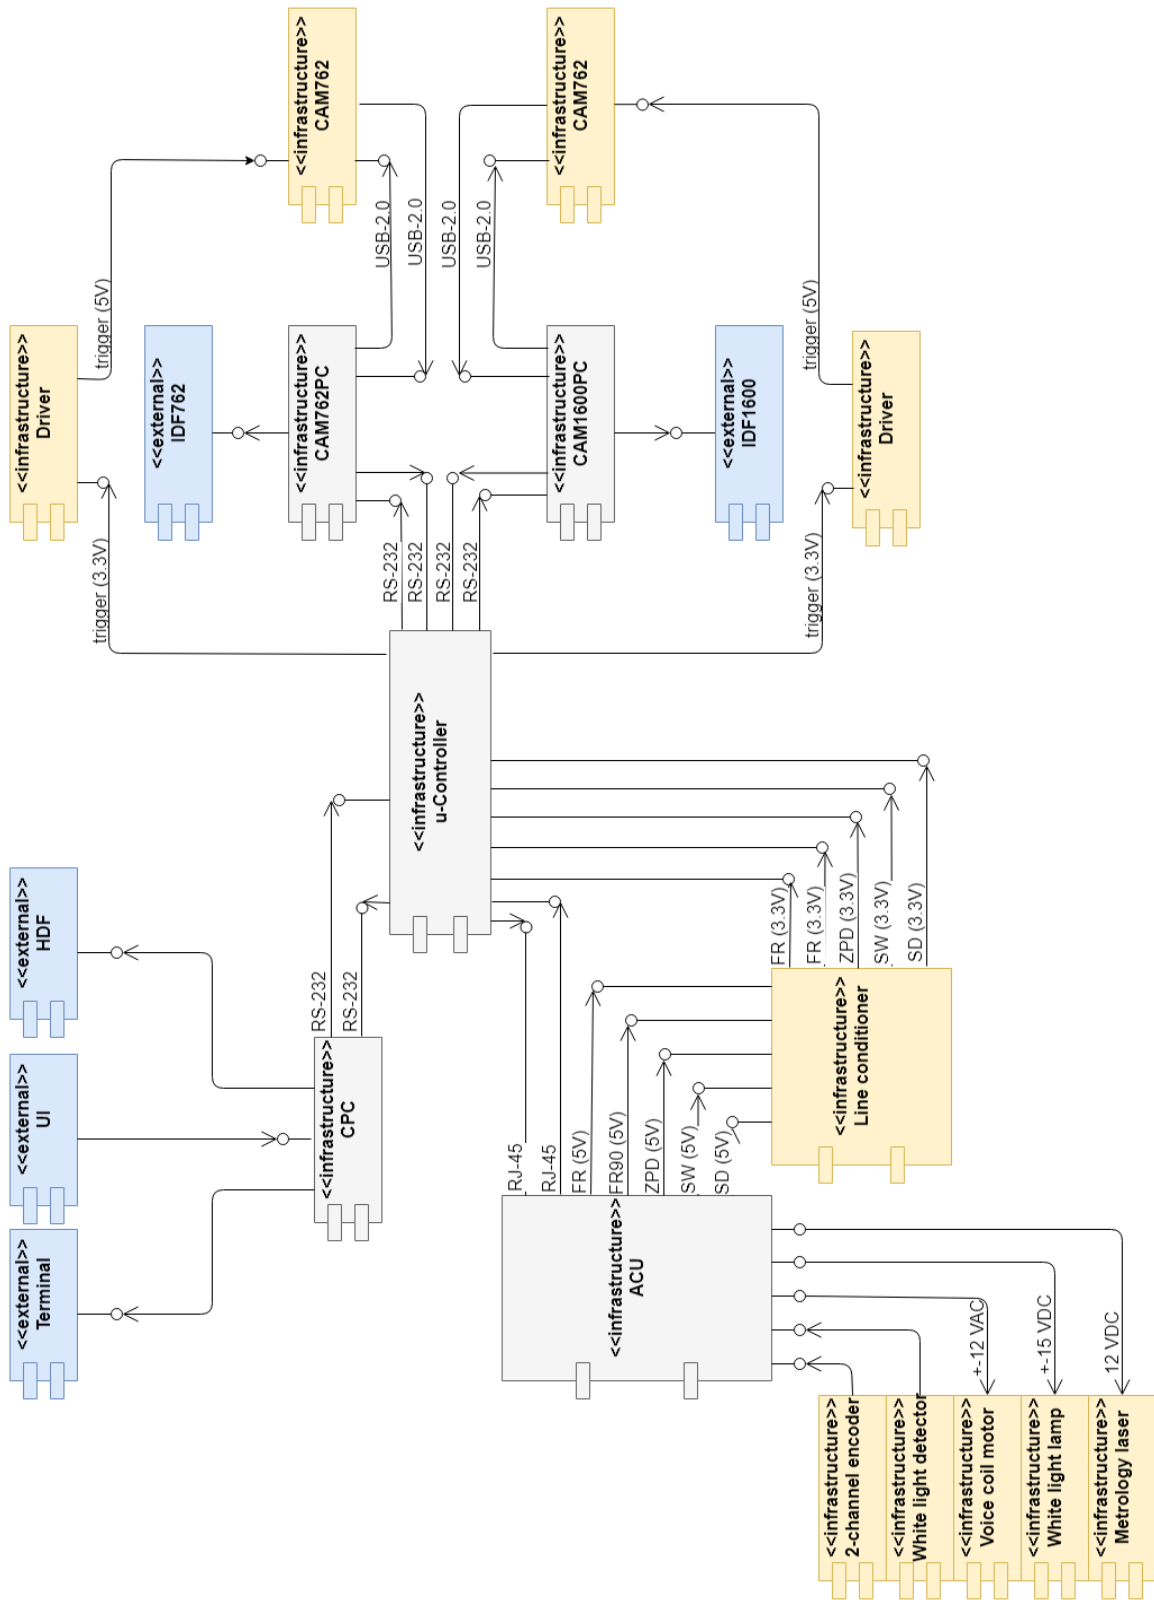 <<external>>
Terminal
<<external>>
UI
<<external>>
HDF
<<infrastructure>>
Driver
trigger (3.3V)
trigger (5V)
<<external>>
IDF762
<<infrastructure>>
CAM762PC
<<infrastructure>>
CAM762
USB-2.0
USB-2.0
USB-2.0
USB-2.0
<<infrastructure>>
CPC
RS-232
RS-232
<<infrastructure>>
u-Controller
RS-232
RS-232
RS-232
RS-232
<<infrastructure>>
CAM1600PC
<<infrastructure>>
CAM762
<<external>>
IDF1600
<<infrastructure>>
Driver
trigger (3.3V)
trigger (5V)
<<infrastructure>>
ACU
RJ-45
RJ-45
FR (5V)
FR90 (5V)
ZPD (5V)
SW (5V)
SD (5V)
<<infrastructure>>
Line conditioner
FR (3.3V)
FR (3.3V)
ZPD (3.3V)
SW (3.3V)
SD (3.3V)
<<infrastructure>>
2-channel encoder
<<infrastructure>>
White light detector
<<infrastructure>>
Voice coil motor
<<infrastructure>>
White light lamp
<<infrastructure>>
Metrology laser
+-12 VAC
+-15 VDC
12 VDC